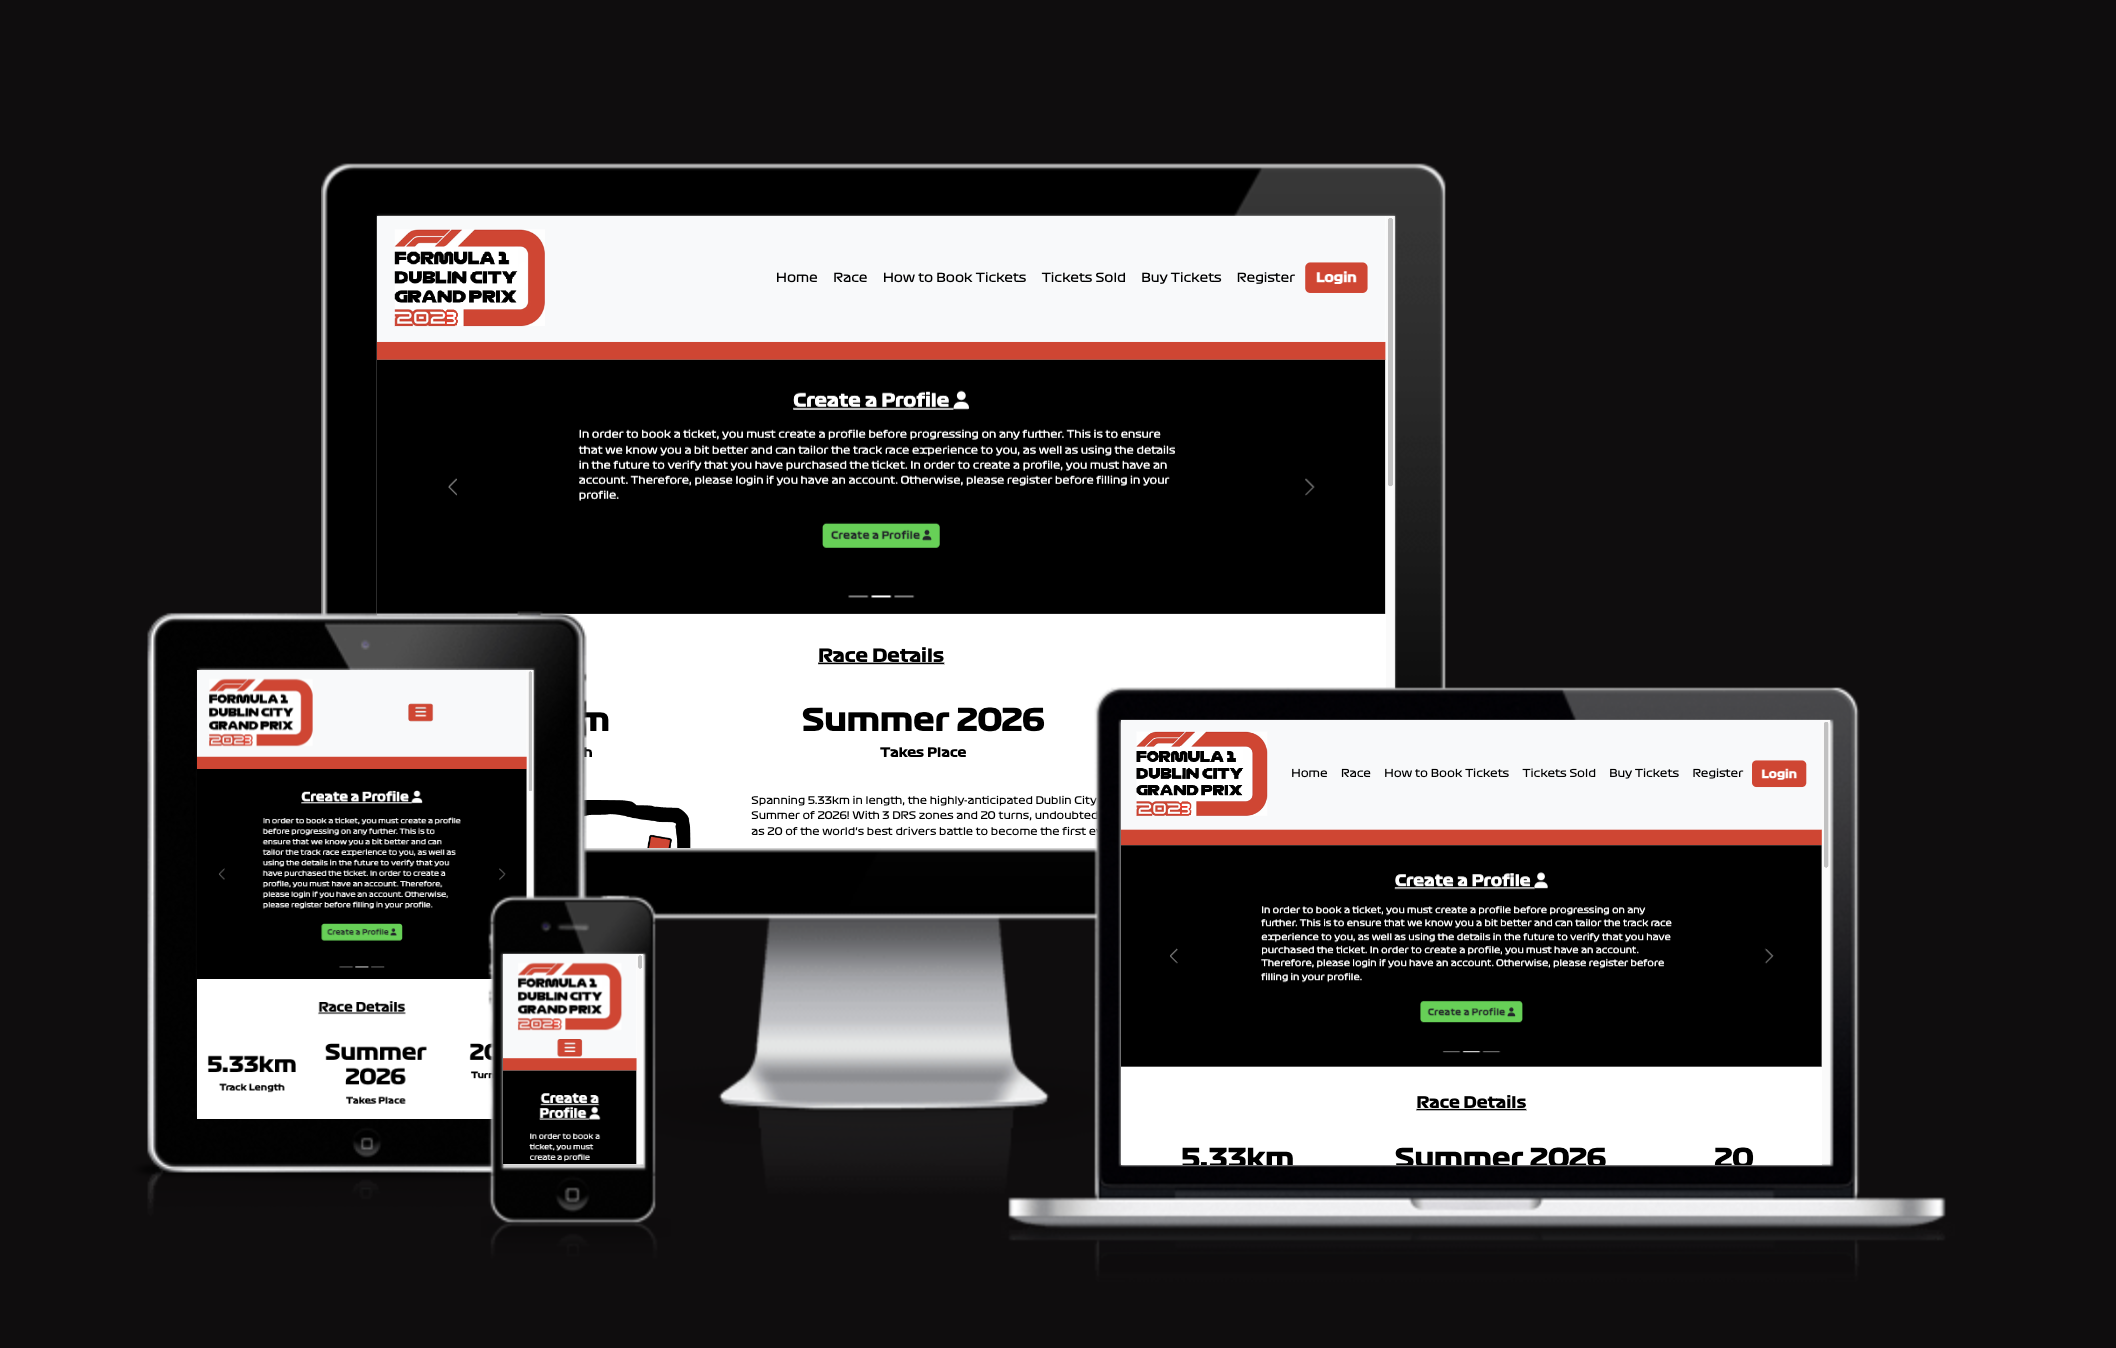 FORMULA 1
DUBLIN CITY
GRAND PRIX
2023
Home Race How to Book Tickets Tickets Sold Buy Tickets Register Login
Create a Profile
In order to book a ticket, you must create a profile before progressing on any further. This is to ensure
that we know you a bit better and can tailor the track race experience to you, as well as using the details
in the future to verify that you have purchased the ticket. In order to create a profile, you must have an
account. Therefore, please login if you have an account. Otherwise, please register before filling in your
profile.
Create a Profile
Race Details
m
h
Summer 2026
Takes Place
Spanning 5.33km in length, the highly-anticipated Dublin City
Summer of 2026! With 3 DRS zones and 20 turns, undoubted
as 20 of the world's best drivers battle to become the first e
FORMULA 1
DUBLIN CITY
GRAND PRIX
2023
Create a Profile
In order to book a ticket, you must create a profile
before progressing on any further. This is to
ensure that we know you a bit better and can
tailor the track race experience to you, as well as
using the details in the future to verify that you
have purchased the ticket. In order to create a
profile, you must have an account. Therefore,
please login if you have an account. Otherwise,
please register before filling in your profile.
Create a Profile
Race Details
5.33km
Track Length
Summer
2026
Takes Place
20
Turn
FORMULA 1
DUBLIN CITY
GRAND PRIX
2023
Create a
Profile
In order to book a
ticket, you must
create a profile
FORMULA 1
DUBLIN CITY
GRAND PRIX
2023
Home Race How to Book Tickets Tickets Sold Buy Tickets Register Login
Create a Profile
In order to book a ticket, you must create a profile before progressing on any
further. This is to ensure that we know you a bit better and can tailor the track race
experience to you, as well as using the details in the future to verify that you have
purchased the ticket. In order to create a profile, you must have an account.
Therefore, please login if you have an account. Otherwise, please register before
filling in your profile.
Create a Profile
Race Details
5.33km Summer 2026 20